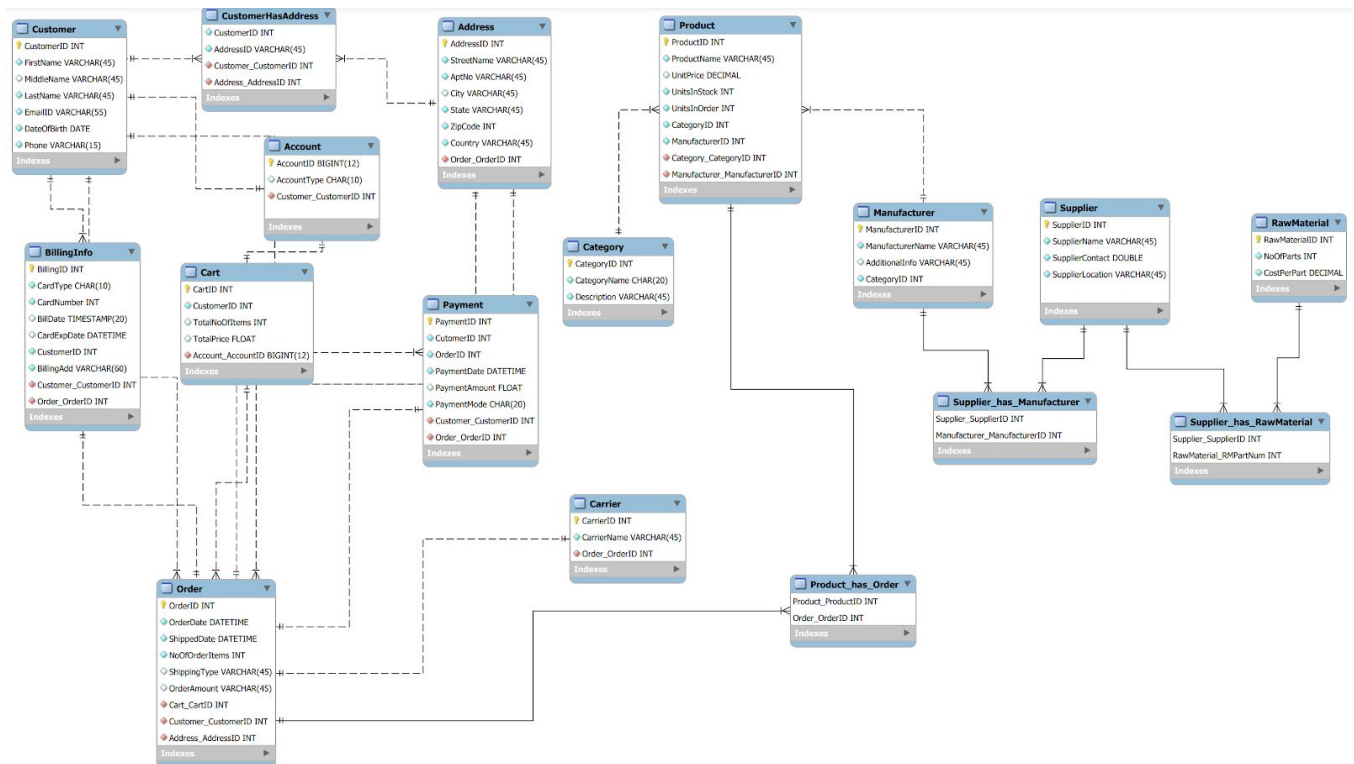 Customer
CustomerID INT
FirstName VARCHAR(45)
MiddleName VARCHAR(45)
LastName VARCHAR(45)
EmailID VARCHAR(55)
DateOfBirth DATE
Phone VARCHAR(15)
Indexes
CustomerHasAddress
CustomerID INT
AddressID VARCHAR(45)
Customer_CustomerID INT
Address_AddressID INT
Indexes
Address
AddressID INT
StreetName VARCHAR(45)
AptNo VARCHAR(45)
City VARCHAR(45)
State VARCHAR(45)
ZipCode INT
Country VARCHAR(45)
Order_OrderID INT
Indexes
Product
ProductID INT
ProductName VARCHAR(45)
UnitPrice DECIMAL
UnitsInStock INT
UnitsInOrder INT
CategoryID INT
ManufacturerID INT
Category_CategoryID INT
Manufacturer_ManufacturerID INT
Indexes
Account
AccountID BIGINT(12)
AccountType CHAR(10)
Customer_CustomerID INT
Indexes
Manufacturer
ManufacturerID INT
ManufacturerName VARCHAR(45)
AdditionalInfo VARCHAR(45)
CategoryID INT
Indexes
Supplier
SupplierID INT
SupplierName VARCHAR(45)
SupplierContact DOUBLE
SupplierLocation VARCHAR(45)
Indexes
RawMaterial
RawMaterialID INT
NoOfParts INT
CostPerPart DECIMAL
Indexes
BillingInfo
BillingID INT
CardType CHAR(10)
CardNumber INT
BillDate TIMESTAMP(20)
CardExpDate DATETIME
CustomerID INT
BillingAdd VARCHAR(60)
Customer_CustomerID INT
Order_OrderID INT
Indexes
Cart
CartID INT
CustomerID INT
TotalNoOfItems INT
TotalPrice FLOAT
Account_AccountID BIGINT(12)
Indexes
Category
CategoryID INT
CategoryName CHAR(20)
Description VARCHAR(45)
Indexes
Payment
PaymentID INT
CutomerID INT
OrderID INT
PaymentDate DATETIME
PaymentAmount FLOAT
PaymentMode CHAR(20)
Customer_CustomerID INT
Order_OrderID INT
Indexes
Supplier_has_Manufacturer
Supplier_SupplierID INT
Manufacturer_ManufacturerID INT
Indexes
Supplier_has_RawMaterial
Supplier_SupplierID INT
RawMaterial_RMPartNum INT
Indexes
Carrier
CarrierID INT
CarrierName VARCHAR(45)
Order_OrderID INT
Indexes
Product_has_Order
Product_ProductID INT
Order_OrderID INT
Indexes
Order
OrderID INT
OrderDate DATETIME
ShippedDate DATETIME
NoOfOrderItems INT
ShippingType VARCHAR(45)
OrderAmount VARCHAR(45)
Cart_CartID INT
Customer_CustomerID INT
Address_AddressID INT
Indexes